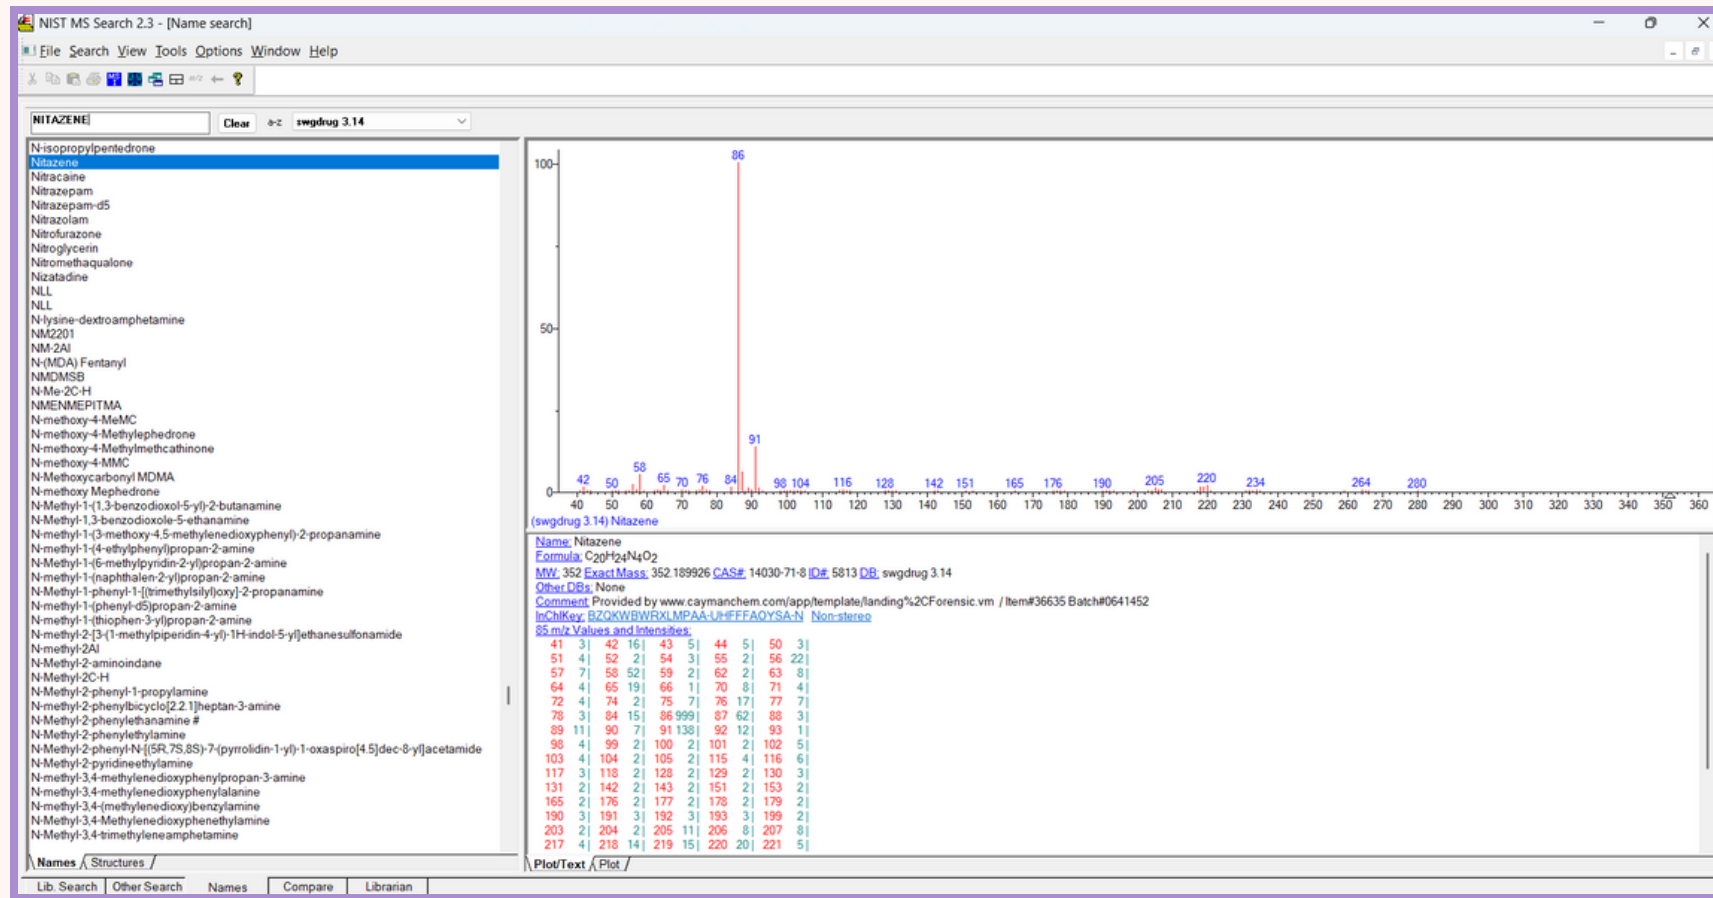 NIST MS Search 2.3 - [Name search]
File Search View Tools Options Window Help
NITAZENE Clear a-z swgdrug 3.14
N-isopropylpentedrone
Nitazene
Nitracaine
Nitrazepam
Nitrazepam-d5
Nitrazolam
Nitrofurazone
Nitroglycerin
Nitromethaqualone
Nizatadine
NLL
NLL
N-lysine-dextroamphetamine
NM2201
NM-2AI
N-(MDA) Fentanyl
NMDMSB
N-Me-2C-H
NMENMEPITMA
N-methoxy-4-MeMC
N-methoxy-4-Methylephedrone
N-methoxy-4-Methylmethcathinone
N-methoxy-4-MMC
N-Methoxycarbonyl MDMA
N-methoxy Mephedrone
N-Methyl-1-(1,3-benzodioxol-5-yl)-2-butanamine
N-Methyl-1,3-benzodioxole-5-ethanamine
N-methyl-1-(3-methoxy-4,5-methylenedioxyphenyl)-2-propanamine
N-methyl-1-(4-ethylphenyl)propan-2-amine
N-Methyl-1-(6-methylpyridin-2-yl)propan-2-amine
N-methyl-1-(naphthalen-2-yl)propan-2-amine
N-Methyl-1-phenyl-1-[(trimethylsilyl)oxy]-2-propanamine
N-methyl-1-(phenyl-d5)propan-2-amine
N-methyl-1-(thiophen-3-yl)propan-2-amine
N-methyl-2-[3-(1-methylpiperidin-4-yl)-1H-indol-5-yl]ethanesulfonamide
N-methyl-2AI
N-Methyl-2-aminoindane
N-Methyl-2C-H
N-Methyl-2-phenyl-1-propylamine
N-Methyl-2-phenylbicyclo[2.2.1]heptan-3-amine
N-Methyl-2-phenylethanamine #
N-Methyl-2-phenylethylamine
N-Methyl-2-phenyl-N-[(5R,7S,8S)-7-(pyrrolidin-1-yl)-1-oxaspiro[4.5]dec-8-yl]acetamide
N-Methyl-2-pyridineethylamine
N-methyl-3,4-methylenedioxyphenylpropan-3-amine
N-methyl-3,4-methylenedioxyphenylalanine
N-methyl-3,4-(methylenedioxy)benzylamine
N-Methyl-3,4-Methylenedioxyphenethylamine
N-Methyl-3,4-trimethyleneamphetamine
Names Structures
100
50
0
86
91
42 50 58 65 70 76 84 98 104 116 128 142 151 165 176 190 205 220 234 264 280
40 50 60 70 80 90 100 110 120 130 140 150 160 170 180 190 200 210 220 230 240 250 260 270 280 290 300 310 320 330 340 350 360
(swgdrug 3.14) Nitazene
Name: Nitazene
Formula: C20H24N4O2
MW: 352 Exact Mass: 352.189926 CAS#: 14030-71-8 ID#: 5813 DB: swgdrug 3.14
Other DBs: None
Comment: Provided by www.caymanchem.com/app/template/landing%2CForensic.vm / Item#36635 Batch#0641452
InChIKey: BZQKWBWRXLMPAA-UHFFFAOYSA-N Non-stereo
85 m/z Values and Intensities:
41 3| 42 16| 43 5| 44 5| 50 3|
51 4| 52 2| 54 3| 55 2| 56 22|
57 7| 58 52| 59 2| 62 2| 63 8|
64 4| 65 19| 66 1| 70 8| 71 4|
72 4| 74 2| 75 7| 76 17| 77 7|
78 3| 84 15| 86 999| 87 62| 88 3|
89 11| 90 7| 91 138| 92 12| 93 1|
98 4| 99 2| 100 2| 101 2| 102 5|
103 4| 104 2| 105 2| 115 4| 116 6|
117 3| 118 2| 128 2| 129 2| 130 3|
131 2| 142 2| 143 2| 151 2| 153 2|
165 2| 176 2| 177 2| 178 2| 179 2|
190 3| 191 3| 192 3| 193 3| 199 2|
203 2| 204 2| 205 11| 206 8| 207 8|
217 4| 218 14| 219 15| 220 20| 221 5|
Plot/Text Plot
Lib. Search Other Search Names Compare Librarian